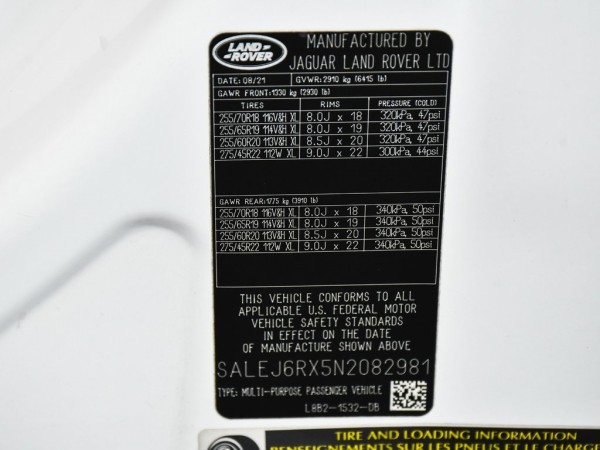 LAND
ROVER
MANUFACTURED BY
JAGUAR LAND ROVER LTD
DATE: 08/21 GVWR: 2910 kg (6415 lb)
GAWR FRONT: 1330 kg (2930 lb)
TIRES RIMS PRESSURE (COLD)
255/70R18 116V&H XL 8.0J x 18 320kPa, 47psi
255/65R19 114V&H XL 8.0J x 19 320kPa, 47psi
255/60R20 113V&H XL 8.5J x 20 320kPa, 47psi
275/45R22 112W XL 9.0J x 22 300kPa, 44psi
GAWR REAR: 1775 kg (3910 lb)
255/70R18 116V&H XL 8.0J x 18 340kPa, 50psi
255/65R19 114V&H XL 8.0J x 19 340kPa, 50psi
255/60R20 113V&H XL 8.5J x 20 340kPa, 50psi
275/45R22 112W XL 9.0J x 22 340kPa, 50psi
THIS VEHICLE CONFORMS TO ALL
APPLICABLE U.S. FEDERAL MOTOR
VEHICLE SAFETY STANDARDS
IN EFFECT ON THE DATE
OF MANUFACTURE SHOWN ABOVE
SALEJ6RX5N2082981
TYPE: MULTI-PURPOSE PASSENGER VEHICLE
L8B2-1532-DB
TIRE AND LOADING INFORMATION
RENSEIGNEMENTS SUR LES PNEUS ET LE CHARGE